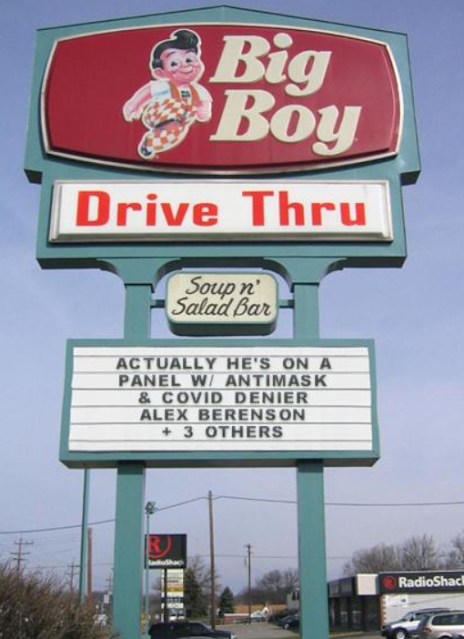 Big
Boy
Drive Thru
Soup n'
Salad Bar
ACTUALLY HE'S ON A
PANEL W/ ANTIMASK
& COVID DENIER
ALEX BERENSON
+ 3 OTHERS
R
RadioShack
R RadioShack